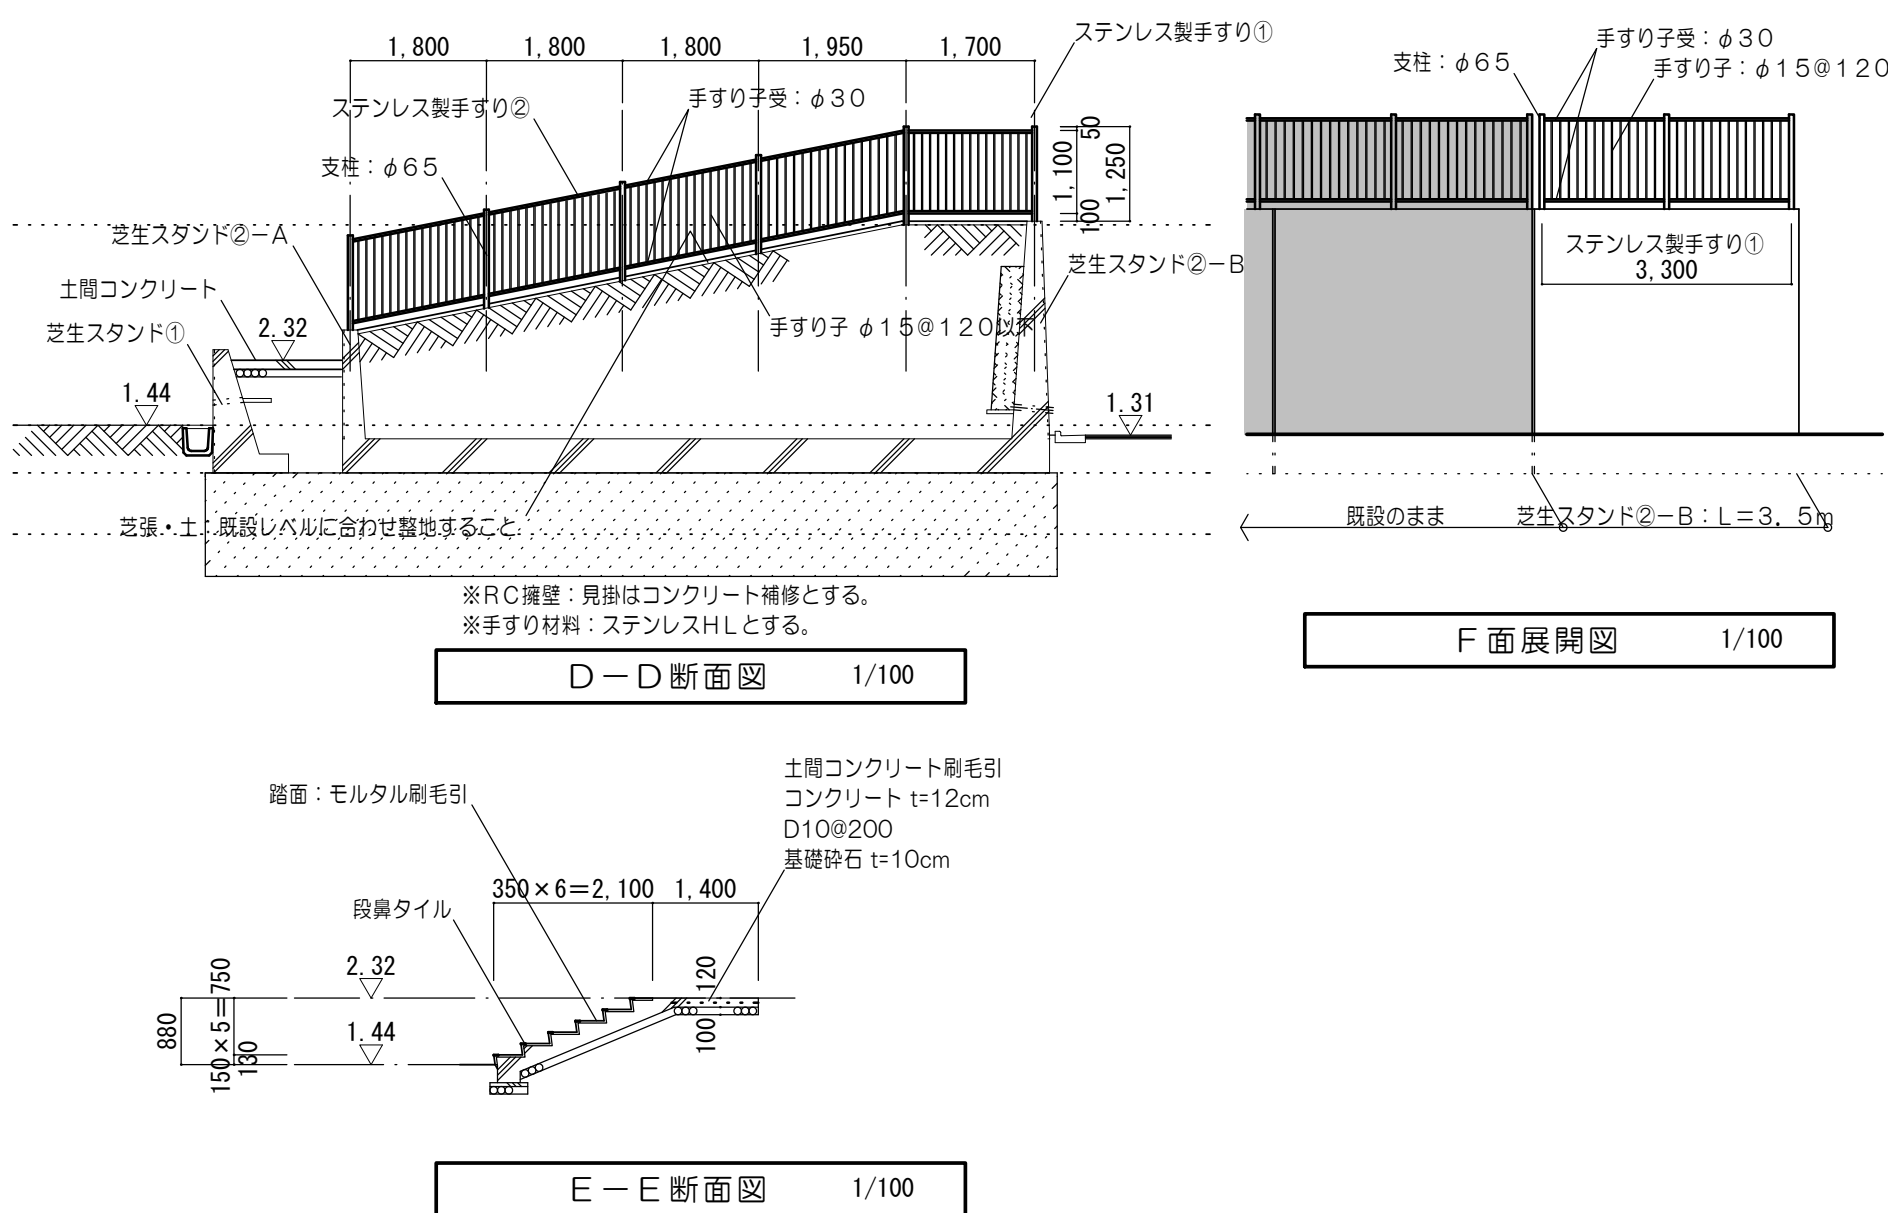 1,800
1,800
1,800
1,950
1,700
ステンレス製手すり①
ステンレス製手すり②
手すり子受：φ30
支柱：φ65
50
1,100
100
1,250
芝生スタンド②－A
土間コンクリート
芝生スタンド①
2.32
1.44
芝生スタンド②－B
手すり子 φ15@120以下
1.31
芝張・土：既設レベルに合わせ整地すること
※RC擁壁：見掛はコンクリート補修とする。
※手すり材料：ステンレスHLとする。
D－D断面図 1/100
手すり子受：φ30
支柱：φ65
手すり子：φ15@120
ステンレス製手すり①
3,300
既設のまま
芝生スタンド②－B：L＝3．5m
F面展開図 1/100
土間コンクリート刷毛引
コンクリート t=12cm
D10@200
基礎砕石 t=10cm
踏面：モルタル刷毛引
段鼻タイル
350×6＝2,100
1,400
2.32
1.44
880
150×5＝750
130
120
100
E－E断面図 1/100